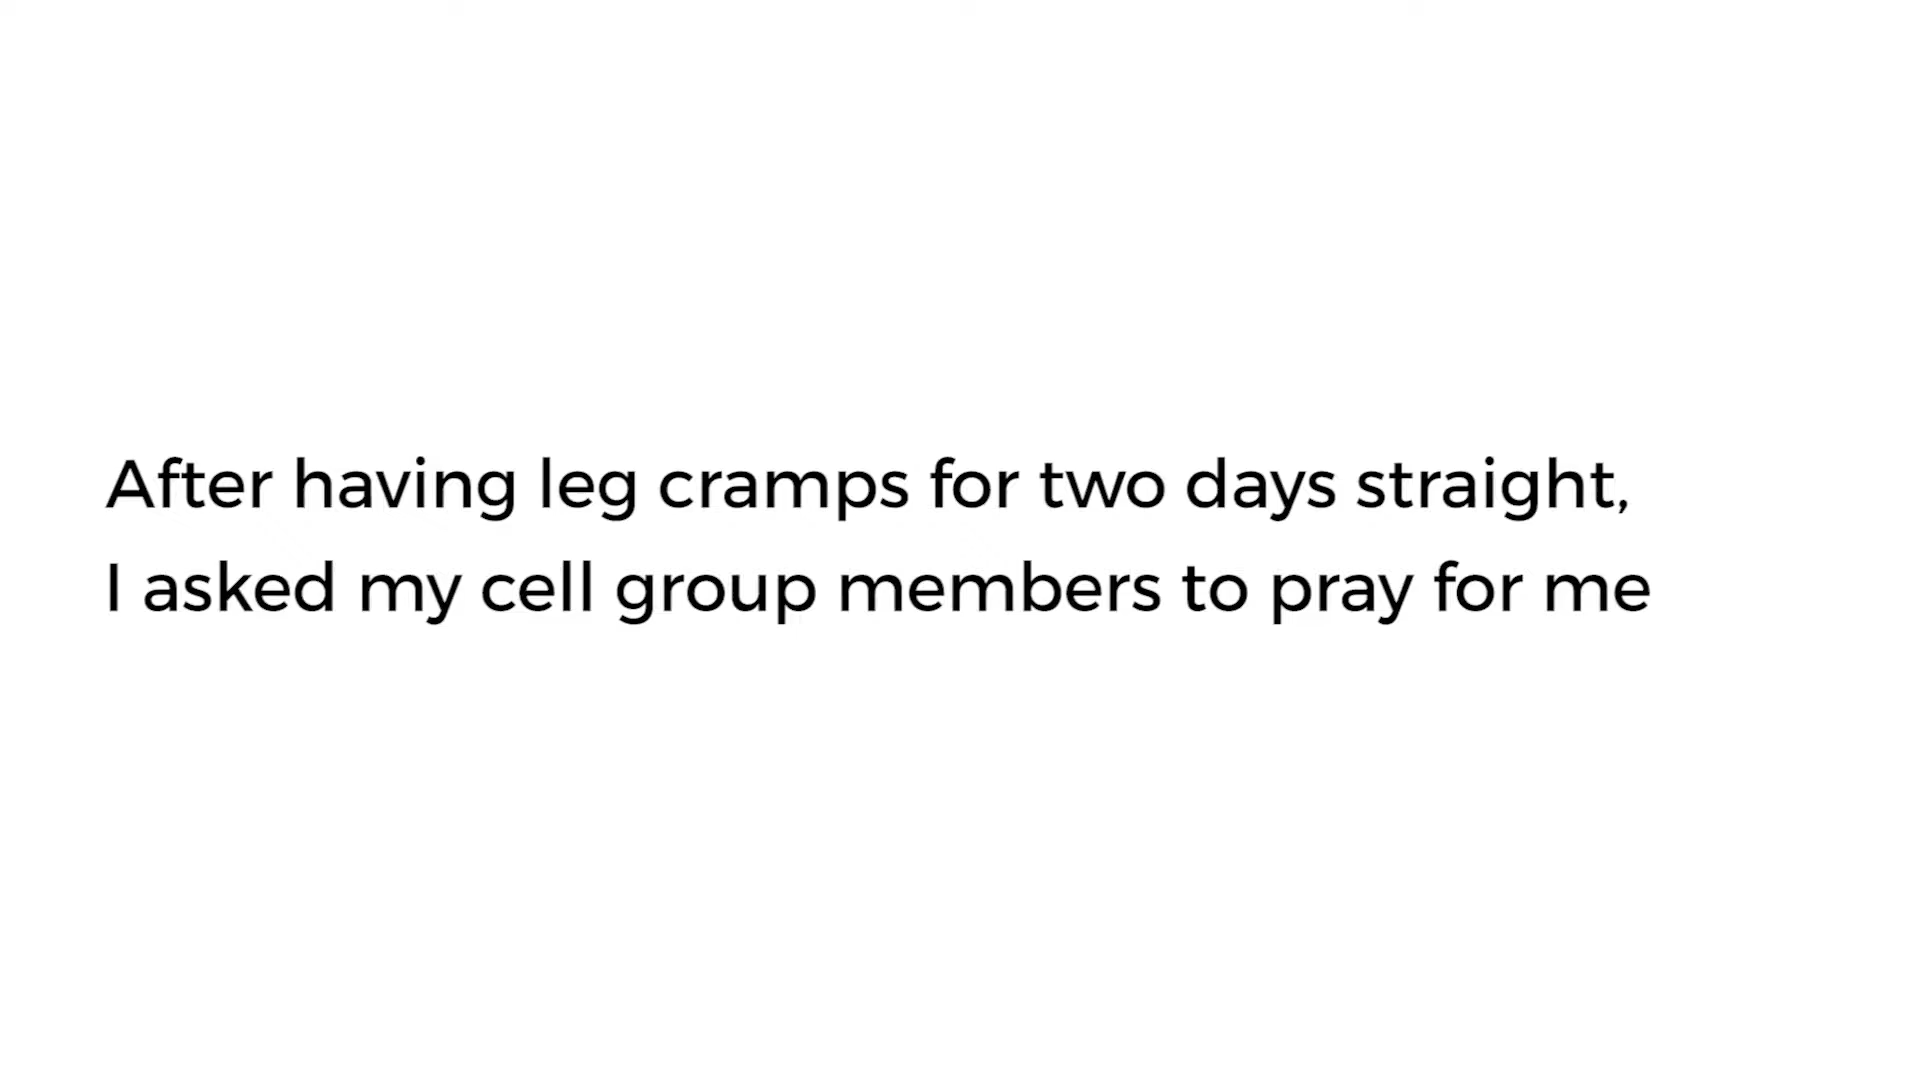 After having leg cramps for two days straight,
I asked my cell group members to pray for me